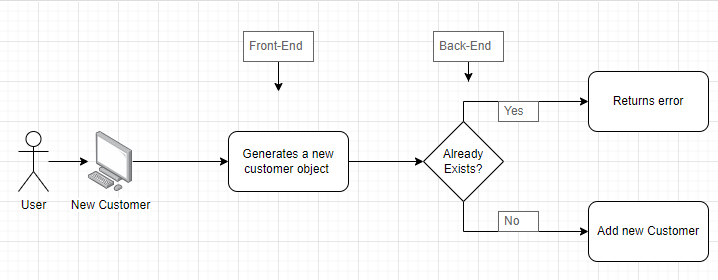 Front-End
Back-End
Yes
Returns error
Generates a new
customer object
Already
Exists?
User
New Customer
No
Add new Customer